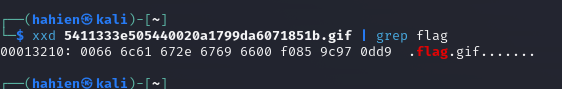 ┌──(hahien㉿kali)-[~]
└─$ xxd 5411333e505440020a1799da6071851b.gif | grep flag
00013210: 0066 6c61 672e 6769 6600 f085 9c97 0dd9  .flag.gif.......
┌──(hahien㉿kali)-[~]